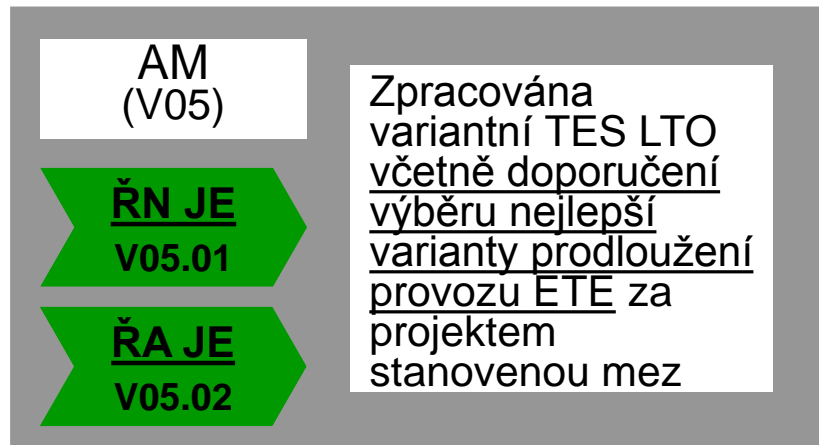 AM
(V05)
ŘN JE
V05.01
ŘA JE
V05.02
Zpracována
variantní TES LTO
včetně doporučení
výběru nejlepší
varianty prodloužení
provozu ETE za
projektem
stanovenou mez